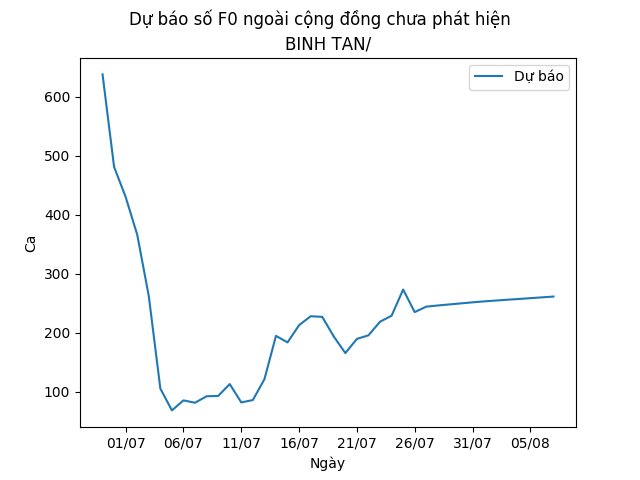 Dự báo số F0 ngoài cộng đồng chưa phát hiện
BINH TAN/
Dự báo
600
500
400
300
200
100
Ca
01/07 06/07 11/07 16/07 21/07 26/07 31/07 05/08
Ngày